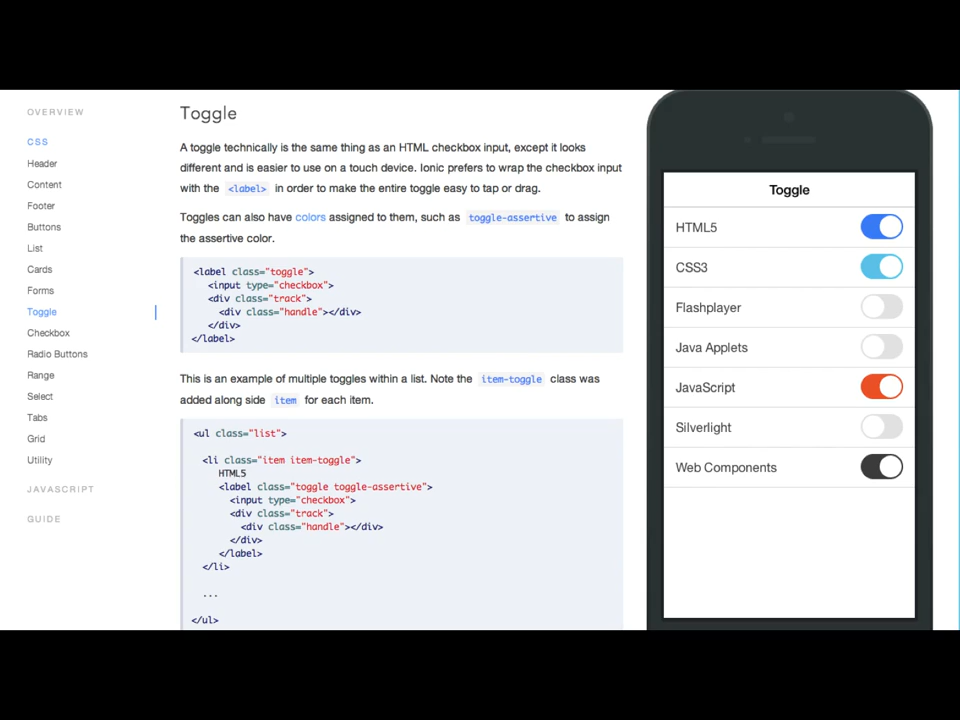 OVERVIEW
CSS
Header
Content
Footer
Buttons
List
Cards
Forms
Toggle
Checkbox
Radio Buttons
Range
Select
Tabs
Grid
Utility
JAVASCRIPT
GUIDE
Toggle
A toggle technically is the same thing as an HTML checkbox input, except it looks
different and is easier to use on a touch device. Ionic prefers to wrap the checkbox input
with the <label> in order to make the entire toggle easy to tap or drag.
Toggles can also have colors assigned to them, such as toggle-assertive to assign
the assertive color.
<label class="toggle">
<input type="checkbox">
<div class="track">
<div class="handle"></div>
</div>
</label>
This is an example of multiple toggles within a list. Note the item-toggle class was
added along side item for each item.
<ul class="list">
<li class="item item-toggle">
HTML5
<label class="toggle toggle-assertive">
<input type="checkbox">
<div class="track">
<div class="handle"></div>
</div>
</label>
</li>
...
</ul>
Toggle
HTML5
CSS3
Flashplayer
Java Applets
JavaScript
Silverlight
Web Components